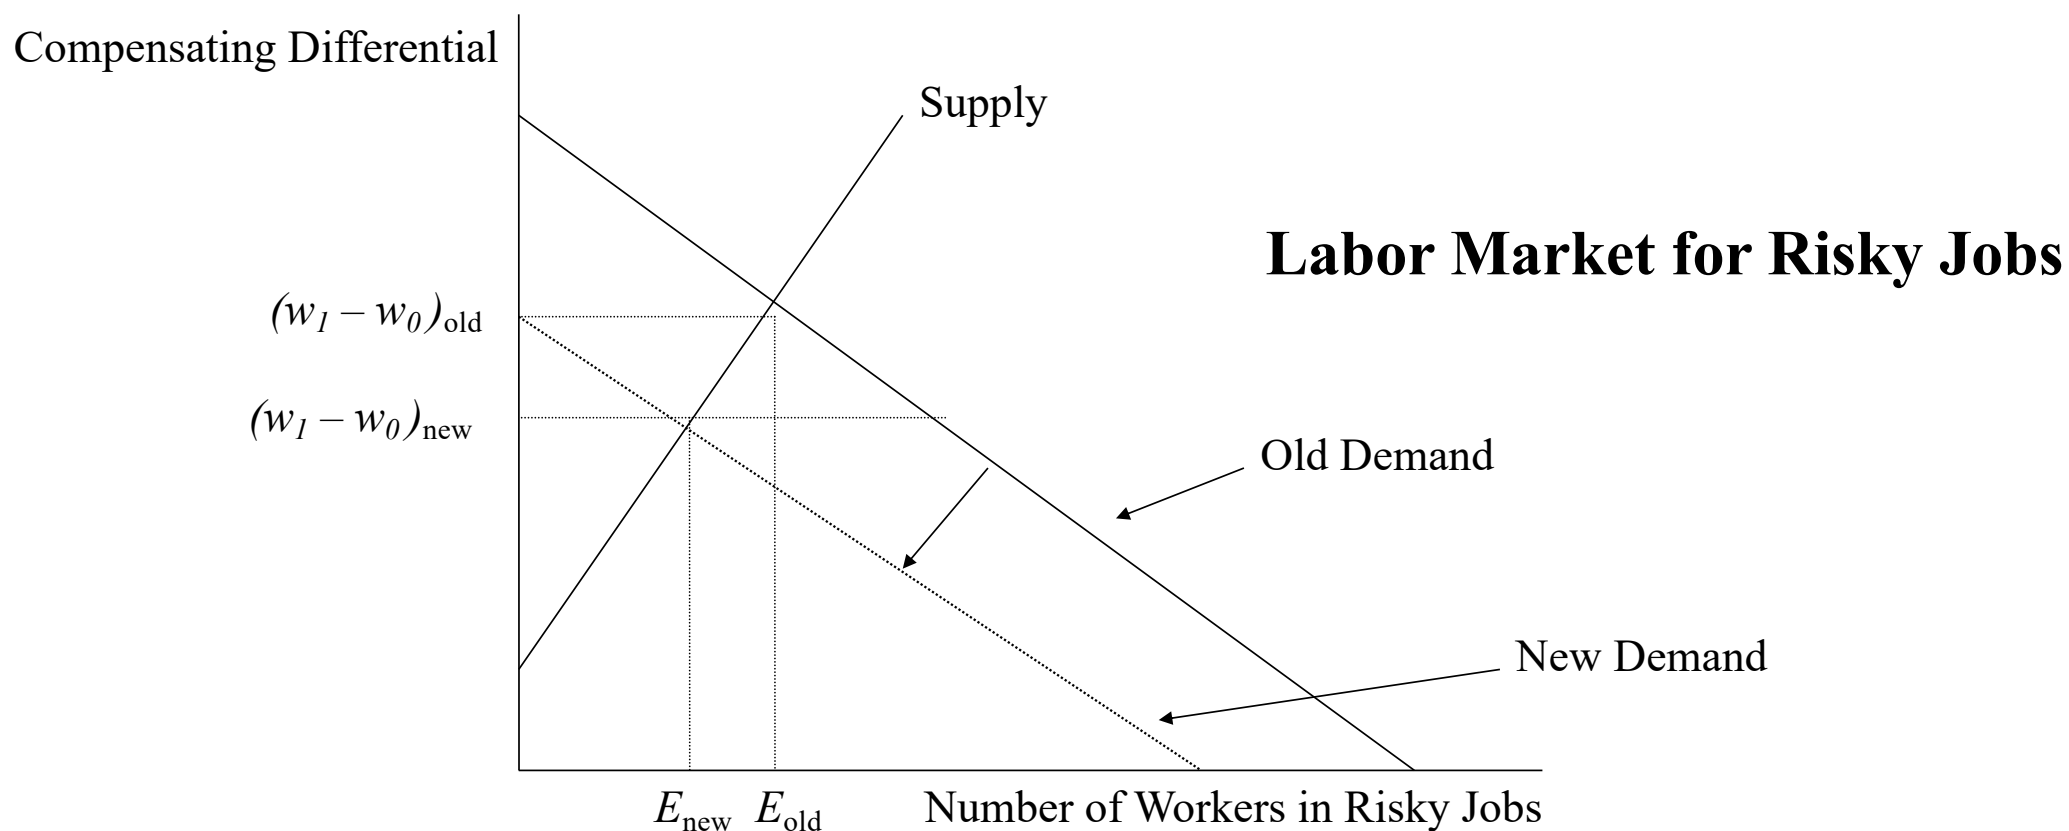 Compensating Differential
Supply
Labor Market for Risky Jobs
(w₁ – w₀)old
(w₁ – w₀)new
Old Demand
New Demand
Enew Eold Number of Workers in Risky Jobs